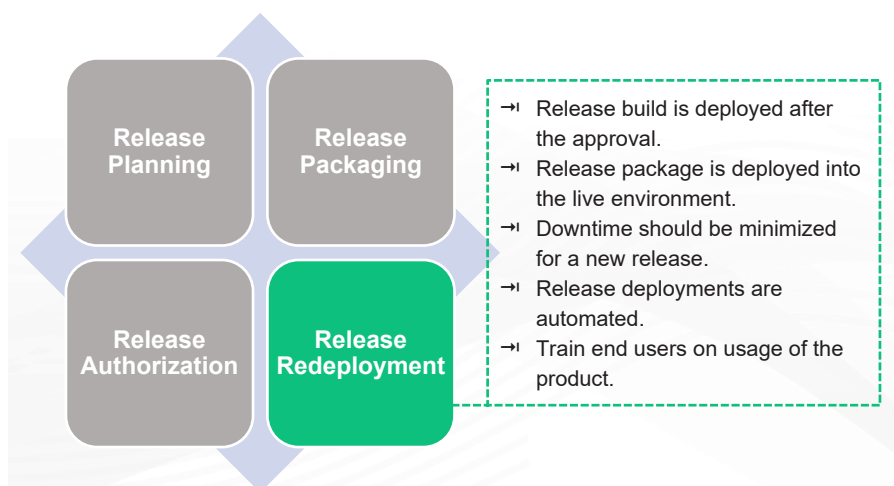 Release
Planning
Release
Packaging
Release
Authorization
Release
Redeployment
→ı Release build is deployed after
the approval.
→ı Release package is deployed into
the live environment.
→ı Downtime should be minimized
for a new release.
→ı Release deployments are
automated.
→ı Train end users on usage of the
product.